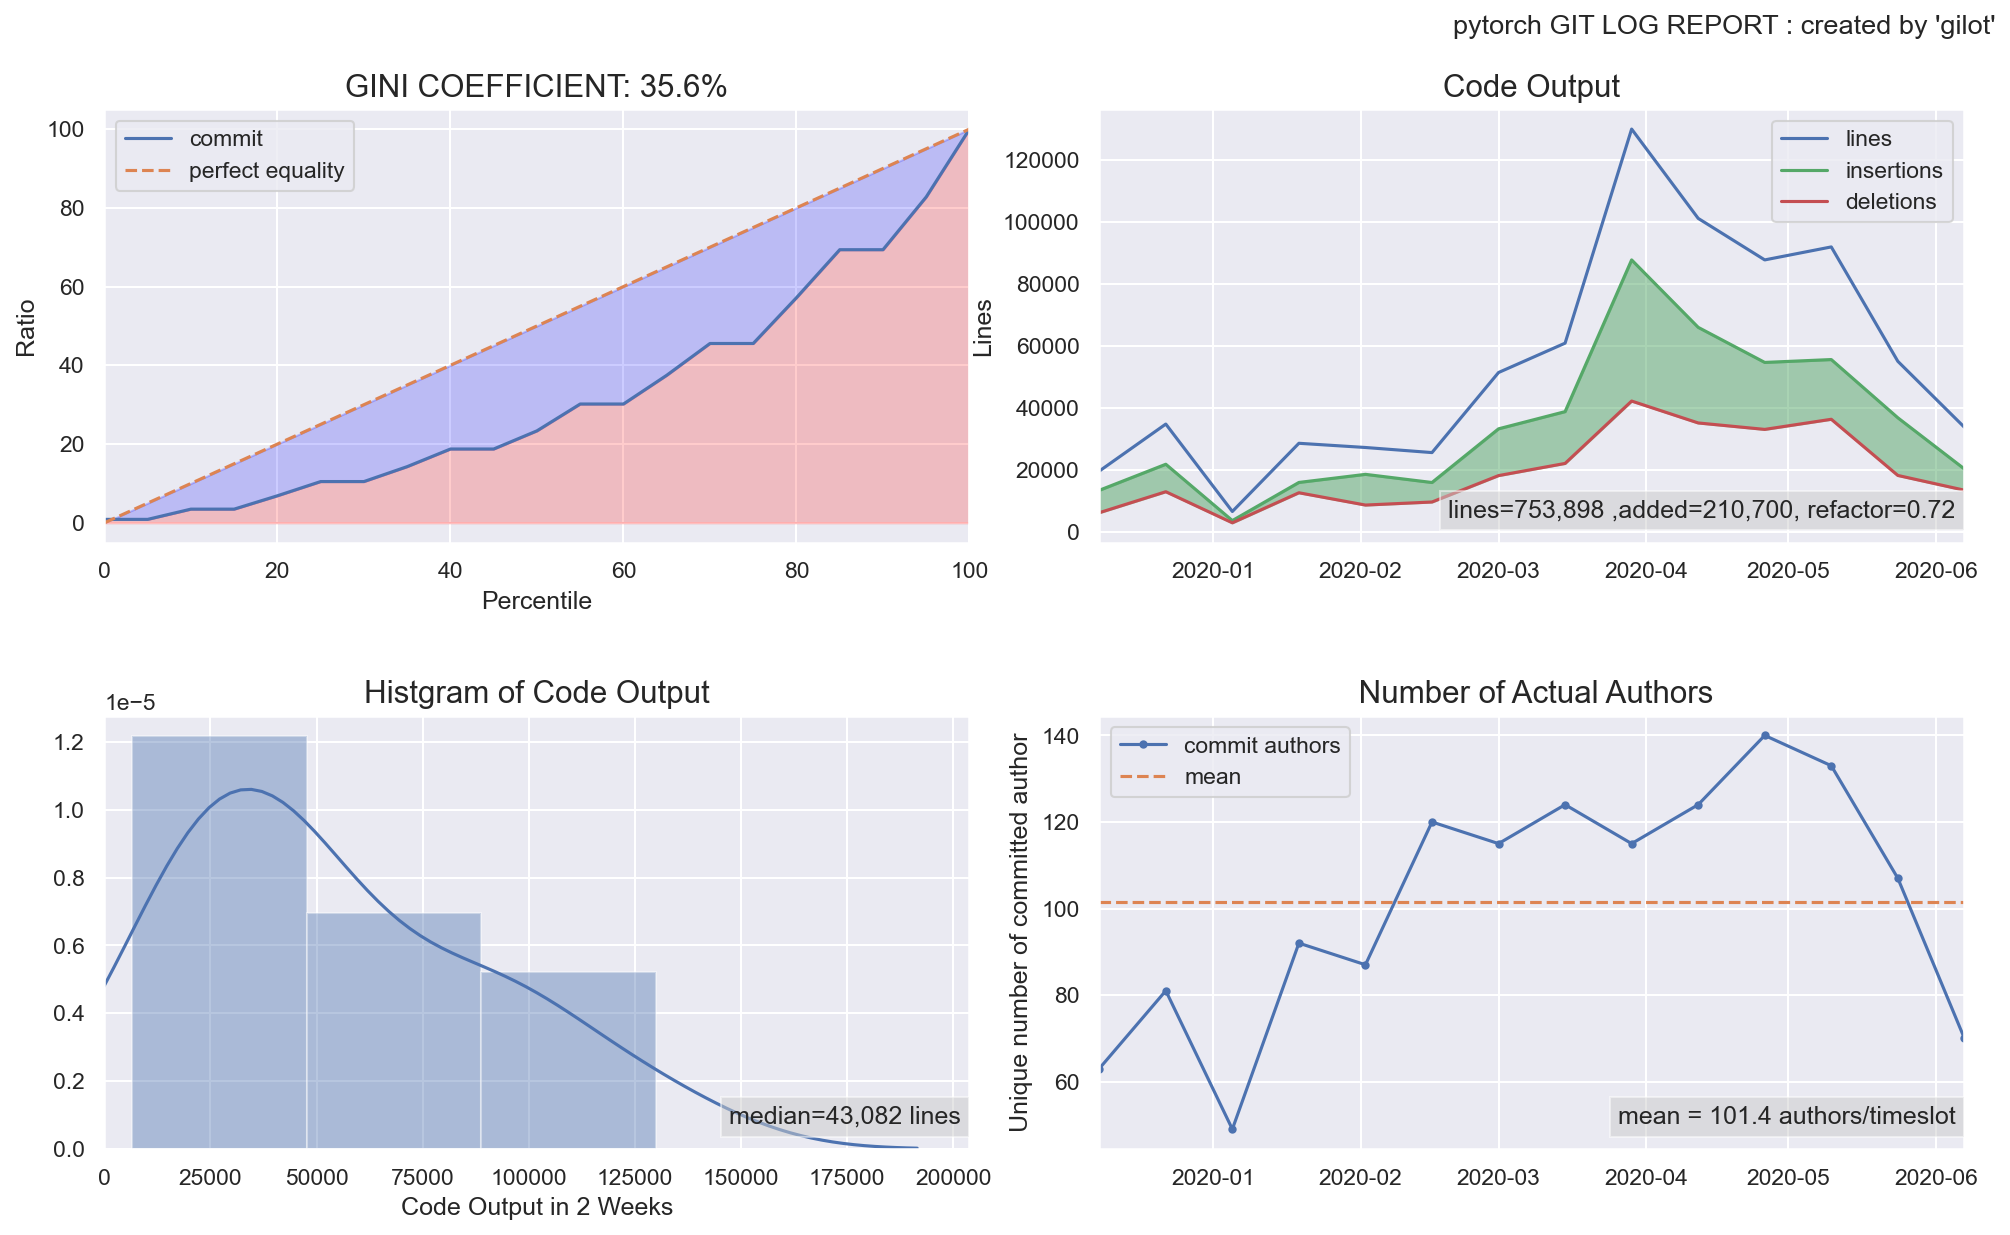 pytorch GIT LOG REPORT : created by 'gilot'
GINI COEFFICIENT: 35.6%
commit
perfect equality
100
80
60
40
20
0
Ratio
0 20 40 60 80 100
Percentile
Code Output
lines
insertions
deletions
120000
100000
80000
60000
40000
20000
0
Lines
lines=753,898 ,added=210,700, refactor=0.72
2020-01 2020-02 2020-03 2020-04 2020-05 2020-06
Histgram of Code Output
1e−5
1.2
1.0
0.8
0.6
0.4
0.2
0.0
median=43,082 lines
0 25000 50000 75000 100000 125000 150000 175000 200000
Code Output in 2 Weeks
Number of Actual Authors
commit authors
mean
140
120
100
80
60
Unique number of committed author
mean = 101.4 authors/timeslot
2020-01 2020-02 2020-03 2020-04 2020-05 2020-06